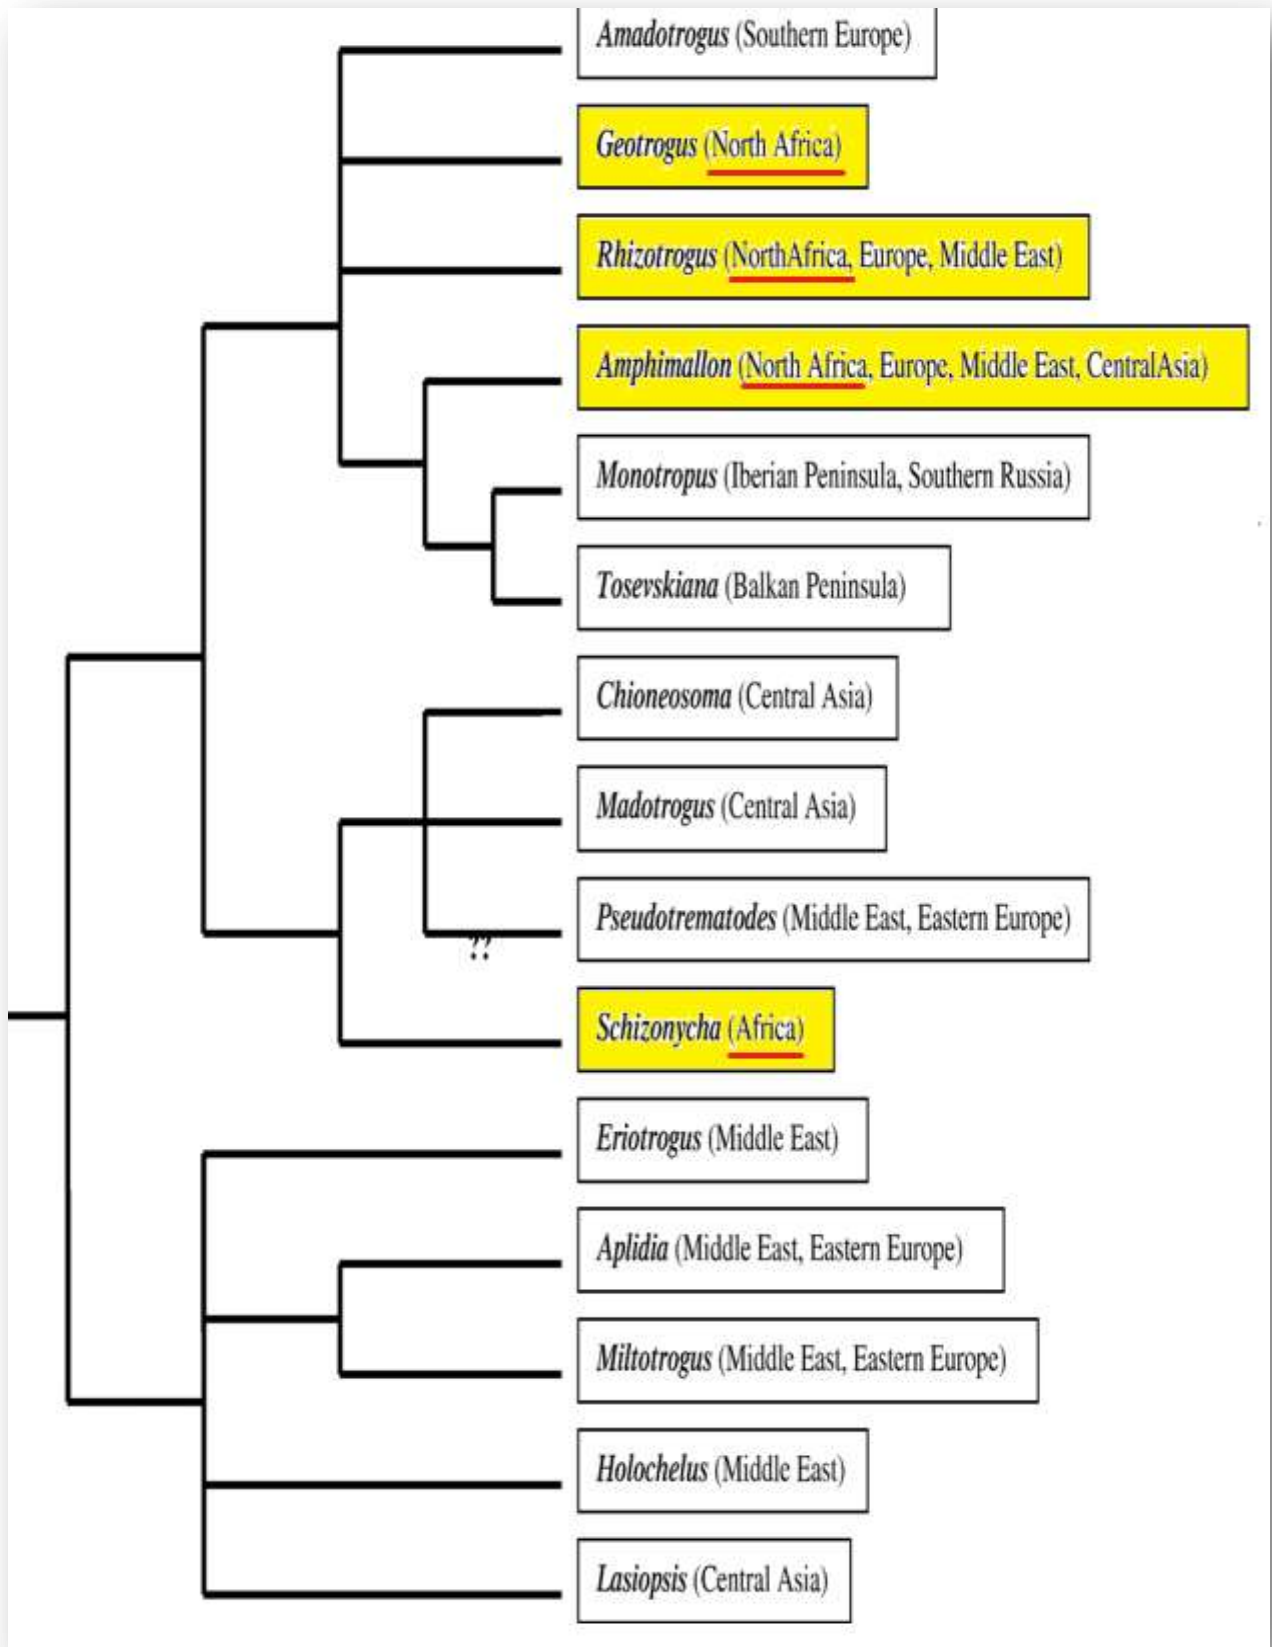 Amadotrogus (Southern Europe)
Geotrogus (North Africa)
Rhizotrogus (NorthAfrica, Europe, Middle East)
Amphimallon (North Africa, Europe, Middle East, CentralAsia)
Monotropus (Iberian Peninsula, Southern Russia)
Tosevskiana (Balkan Peninsula)
Chioneosoma (Central Asia)
Madotrogus (Central Asia)
Pseudotrematodes (Middle East, Eastern Europe)
??
Schizonycha (Africa)
Eriotrogus (Middle East)
Aplidia (Middle East, Eastern Europe)
Miltotrogus (Middle East, Eastern Europe)
Holochelus (Middle East)
Lasiopsis (Central Asia)